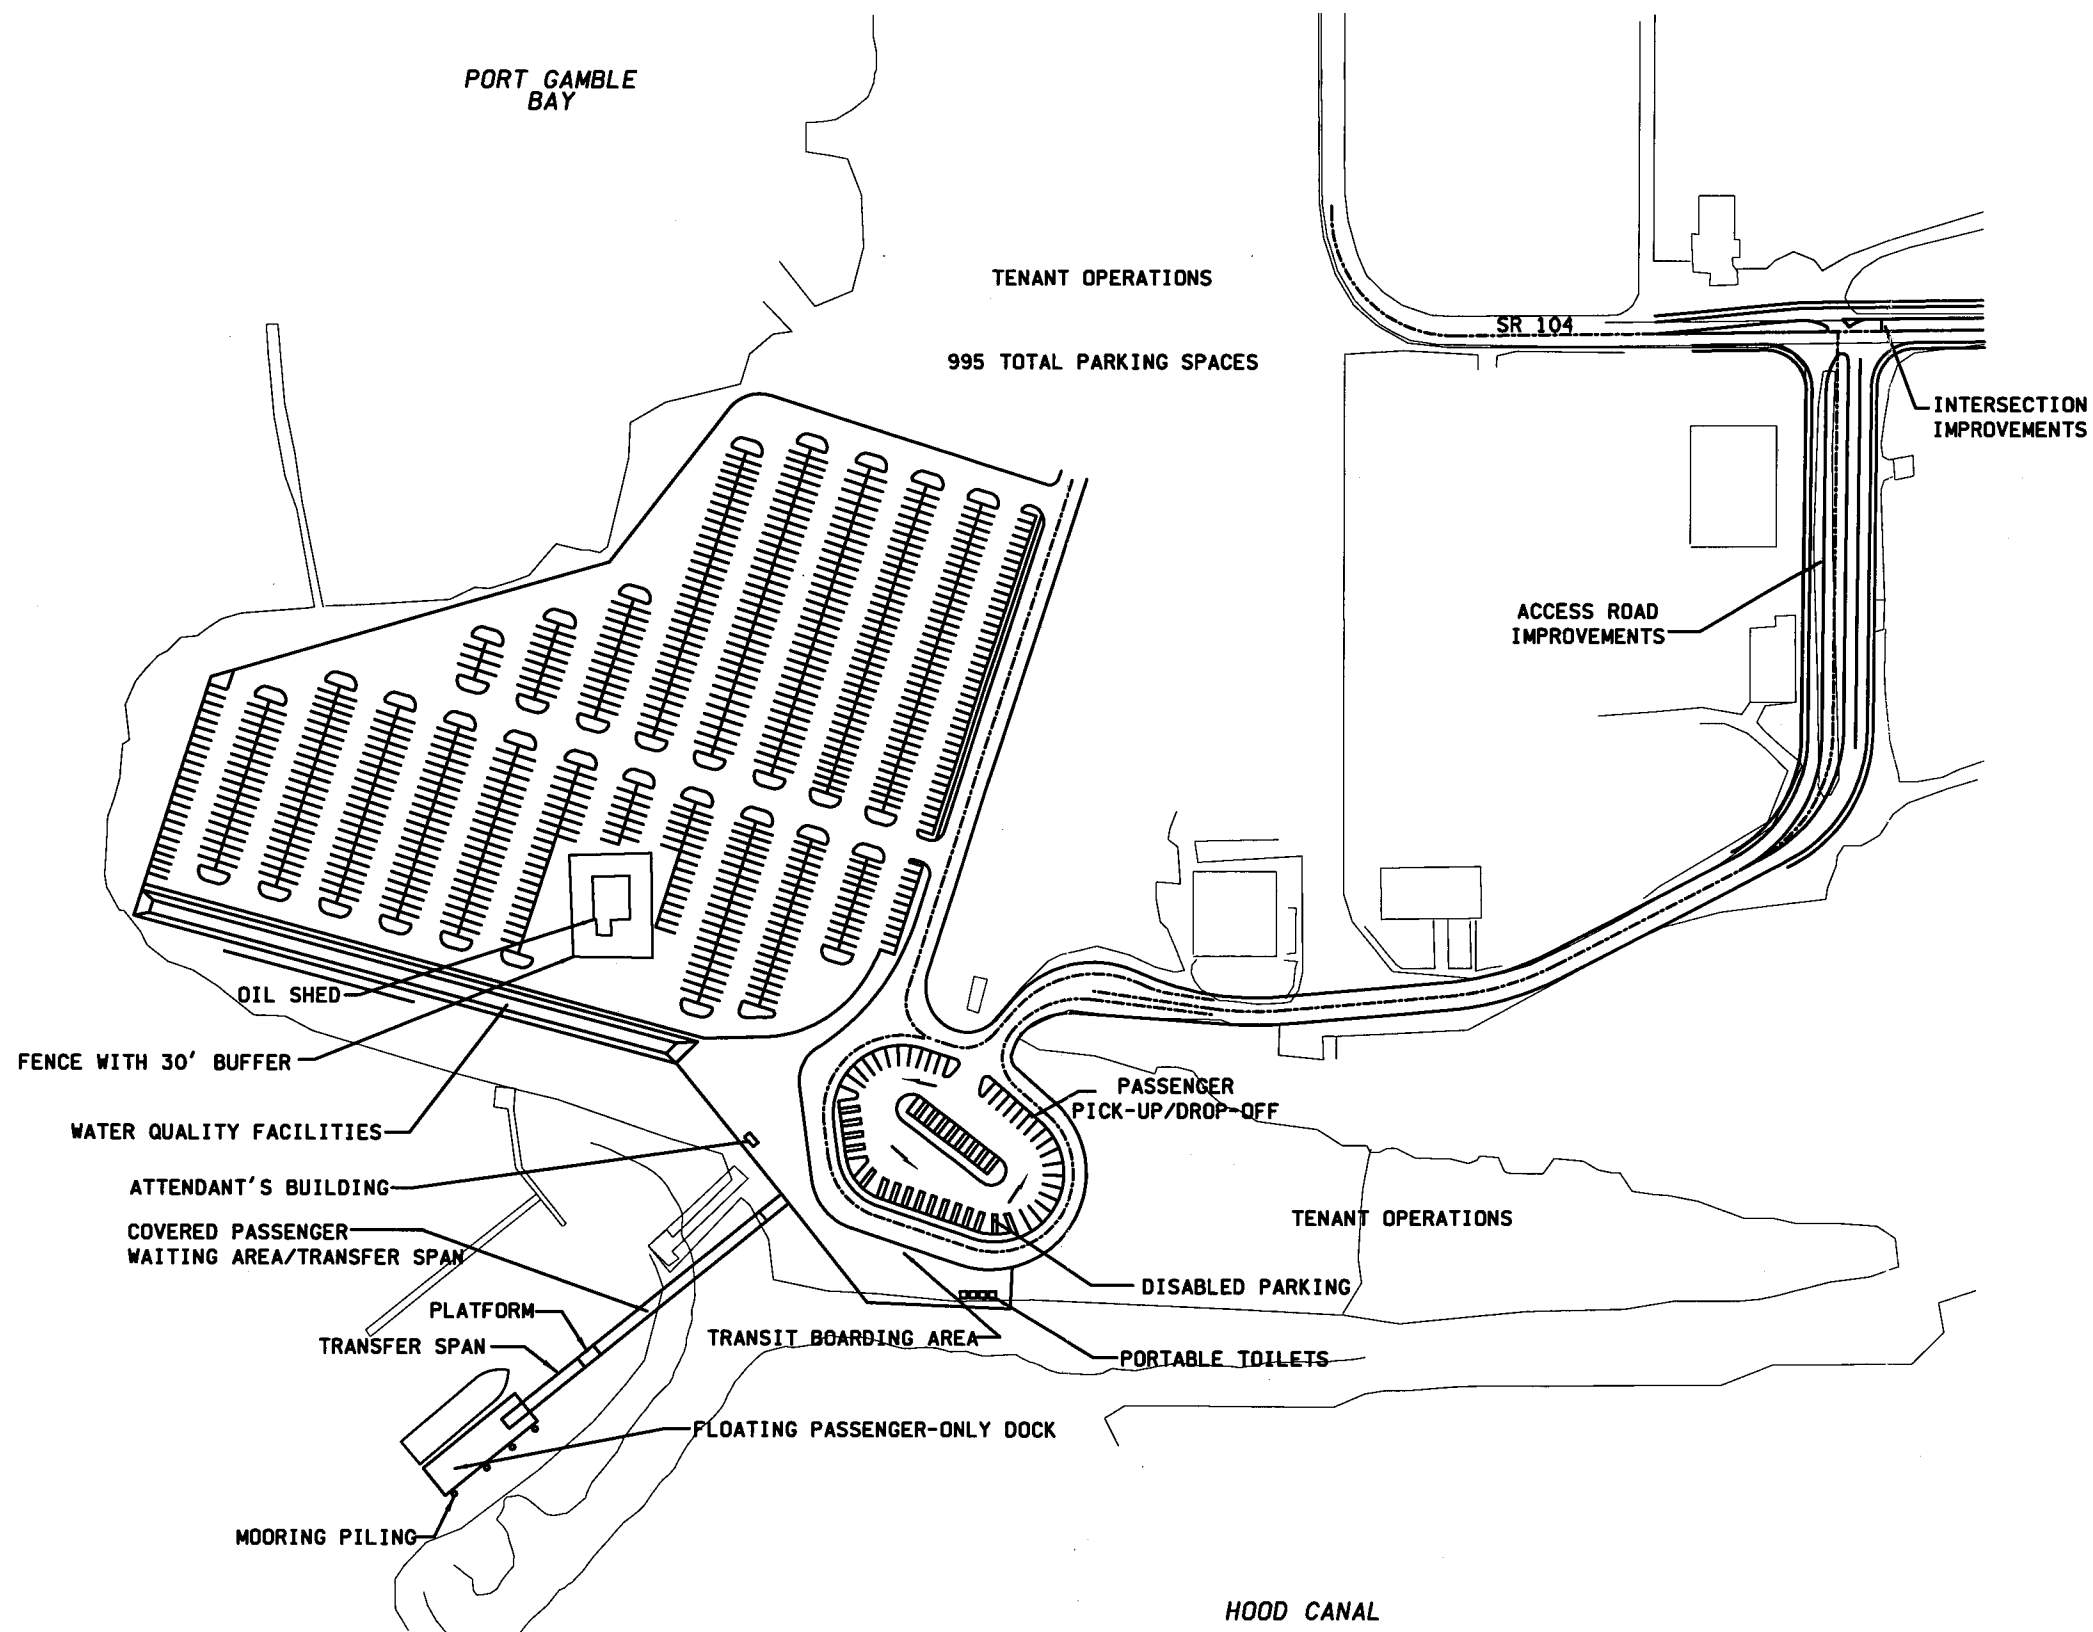 PORT GAMBLE
BAY
TENANT OPERATIONS
SR 104
995 TOTAL PARKING SPACES
INTERSECTION
IMPROVEMENTS
ACCESS ROAD
IMPROVEMENTS
OIL SHED
FENCE WITH 30' BUFFER
PASSENGER
PICK-UP/DROP-OFF
WATER QUALITY FACILITIES
ATTENDANT'S BUILDING
COVERED PASSENGER
WAITING AREA/TRANSFER SPAN
TENANT OPERATIONS
DISABLED PARKING
PLATFORM
TRANSFER SPAN
TRANSIT BOARDING AREA
PORTABLE TOILETS
FLOATING PASSENGER-ONLY DOCK
MOORING PILING
HOOD CANAL